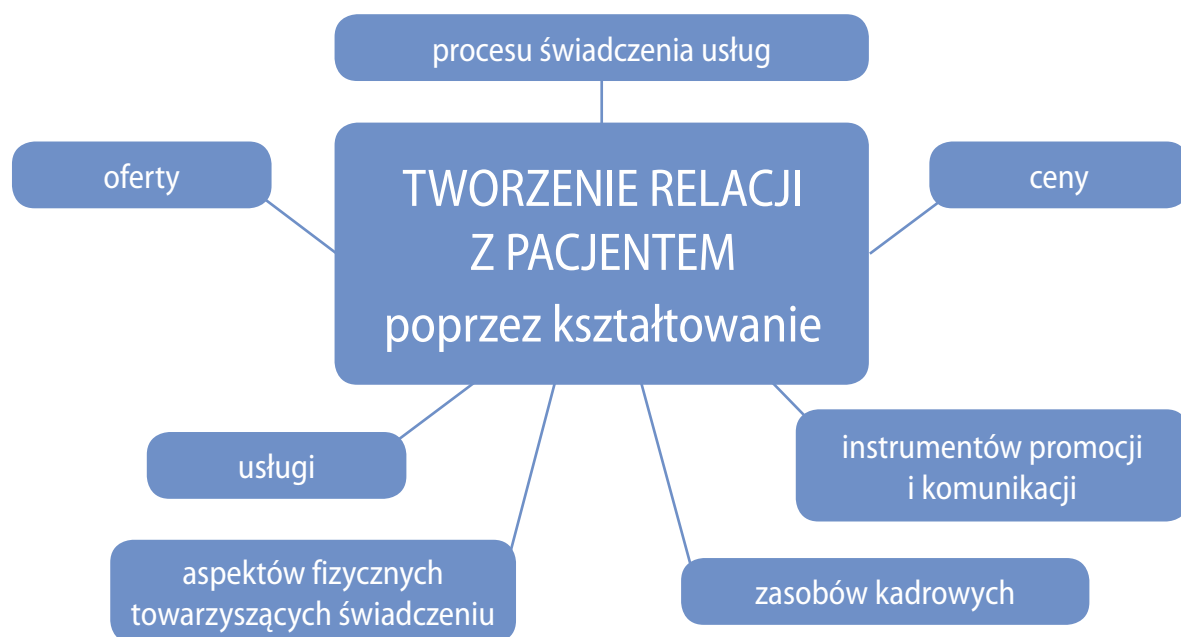 procesu świadczenia usług
oferty
TWORZENIE RELACJI
Z PACJENTEM
poprzez kształtowanie
ceny
usługi
instrumentów promocji
i komunikacji
aspektów fizycznych
towarzyszących świadczeniu
zasobów kadrowych